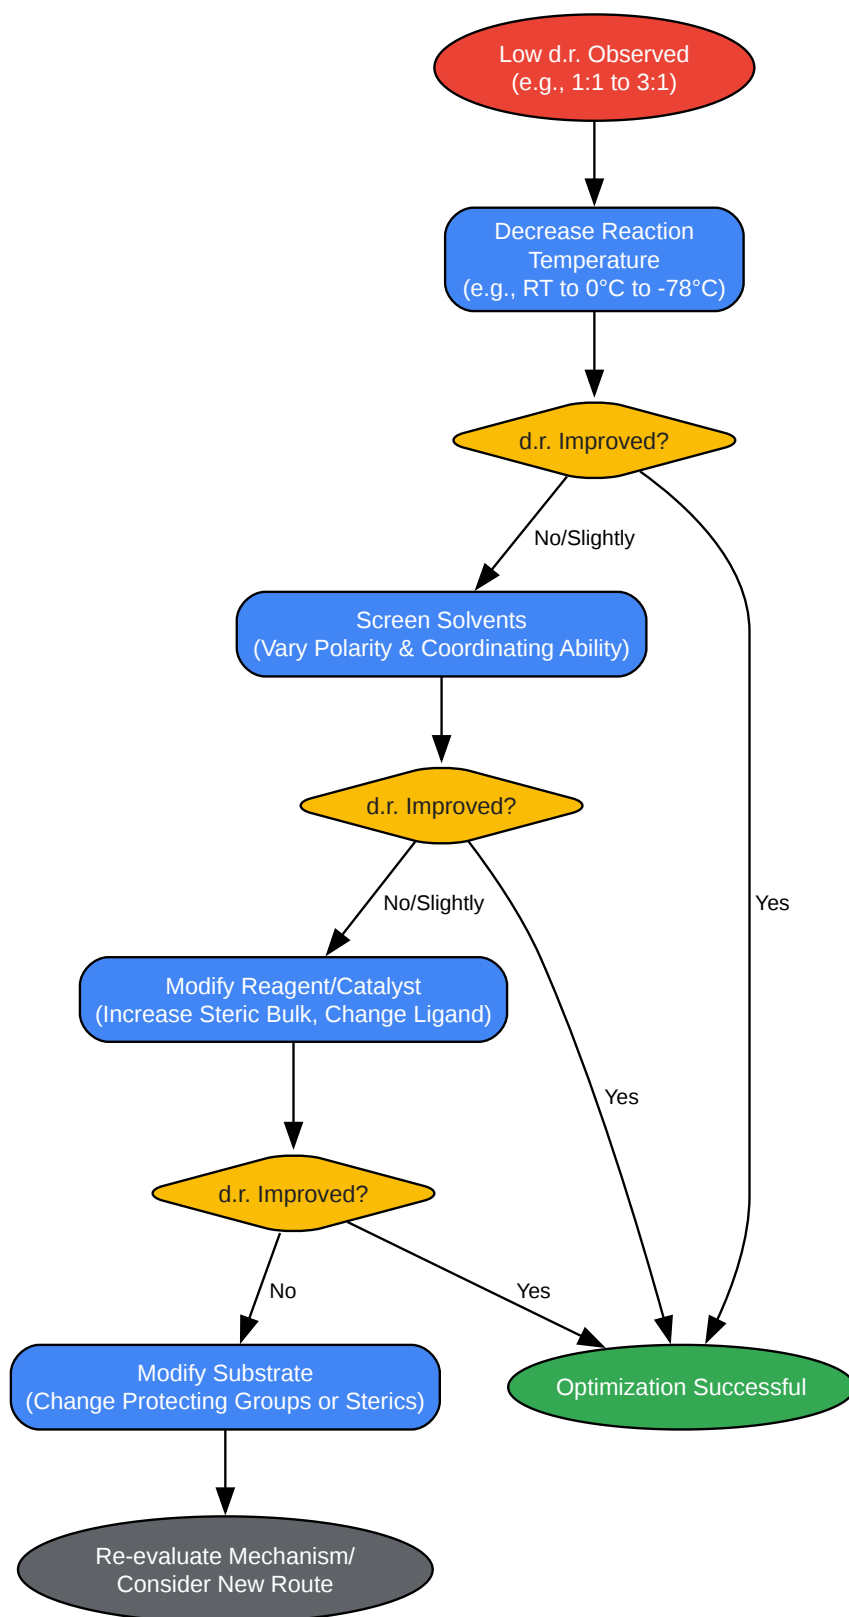 Low d.r. Observed
(e.g., 1:1 to 3:1)
Decrease Reaction
Temperature
(e.g., RT to 0°C to -78°C)
d.r. Improved?
No/Slightly
Screen Solvents
(Vary Polarity & Coordinating Ability)
d.r. Improved?
No/Slightly
Yes
Modify Reagent/Catalyst
(Increase Steric Bulk, Change Ligand)
Yes
d.r. Improved?
No
Yes
Modify Substrate
(Change Protecting Groups or Sterics)
Optimization Successful
Re-evaluate Mechanism/
Consider New Route